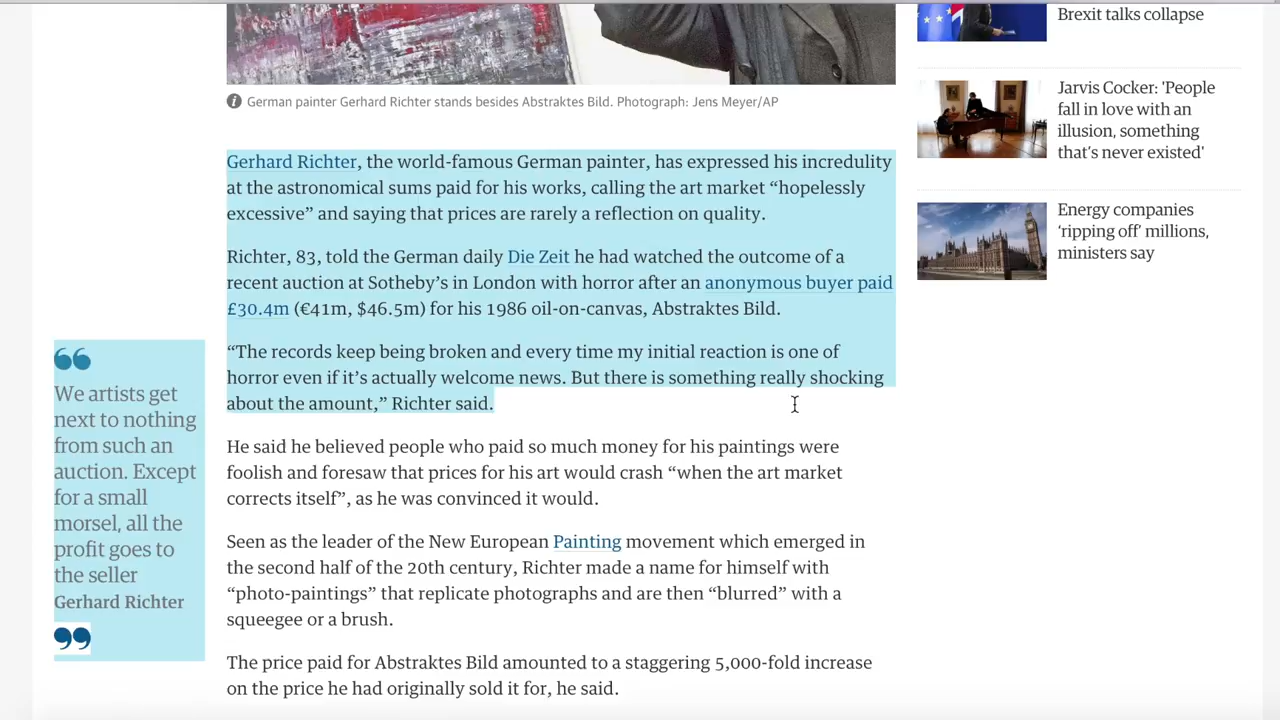 German painter Gerhard Richter stands besides Abstraktes Bild. Photograph: Jens Meyer/AP
Gerhard Richter, the world-famous German painter, has expressed his incredulity
at the astronomical sums paid for his works, calling the art market “hopelessly
excessive” and saying that prices are rarely a reflection on quality.
Richter, 83, told the German daily Die Zeit he had watched the outcome of a
recent auction at Sotheby’s in London with horror after an anonymous buyer paid
£30.4m (€41m, $46.5m) for his 1986 oil-on-canvas, Abstraktes Bild.
“The records keep being broken and every time my initial reaction is one of
horror even if it’s actually welcome news. But there is something really shocking
about the amount,” Richter said.
He said he believed people who paid so much money for his paintings were
foolish and foresaw that prices for his art would crash “when the art market
corrects itself”, as he was convinced it would.
Seen as the leader of the New European Painting movement which emerged in
the second half of the 20th century, Richter made a name for himself with
“photo-paintings” that replicate photographs and are then “blurred” with a
squeegee or a brush.
The price paid for Abstraktes Bild amounted to a staggering 5,000-fold increase
on the price he had originally sold it for, he said.
“
We artists get
next to nothing
from such an
auction. Except
for a small
morsel, all the
profit goes to
the seller
Gerhard Richter
”
Brexit talks collapse
Jarvis Cocker: 'People
fall in love with an
illusion, something
that’s never existed'
Energy companies
‘ripping off’ millions,
ministers say